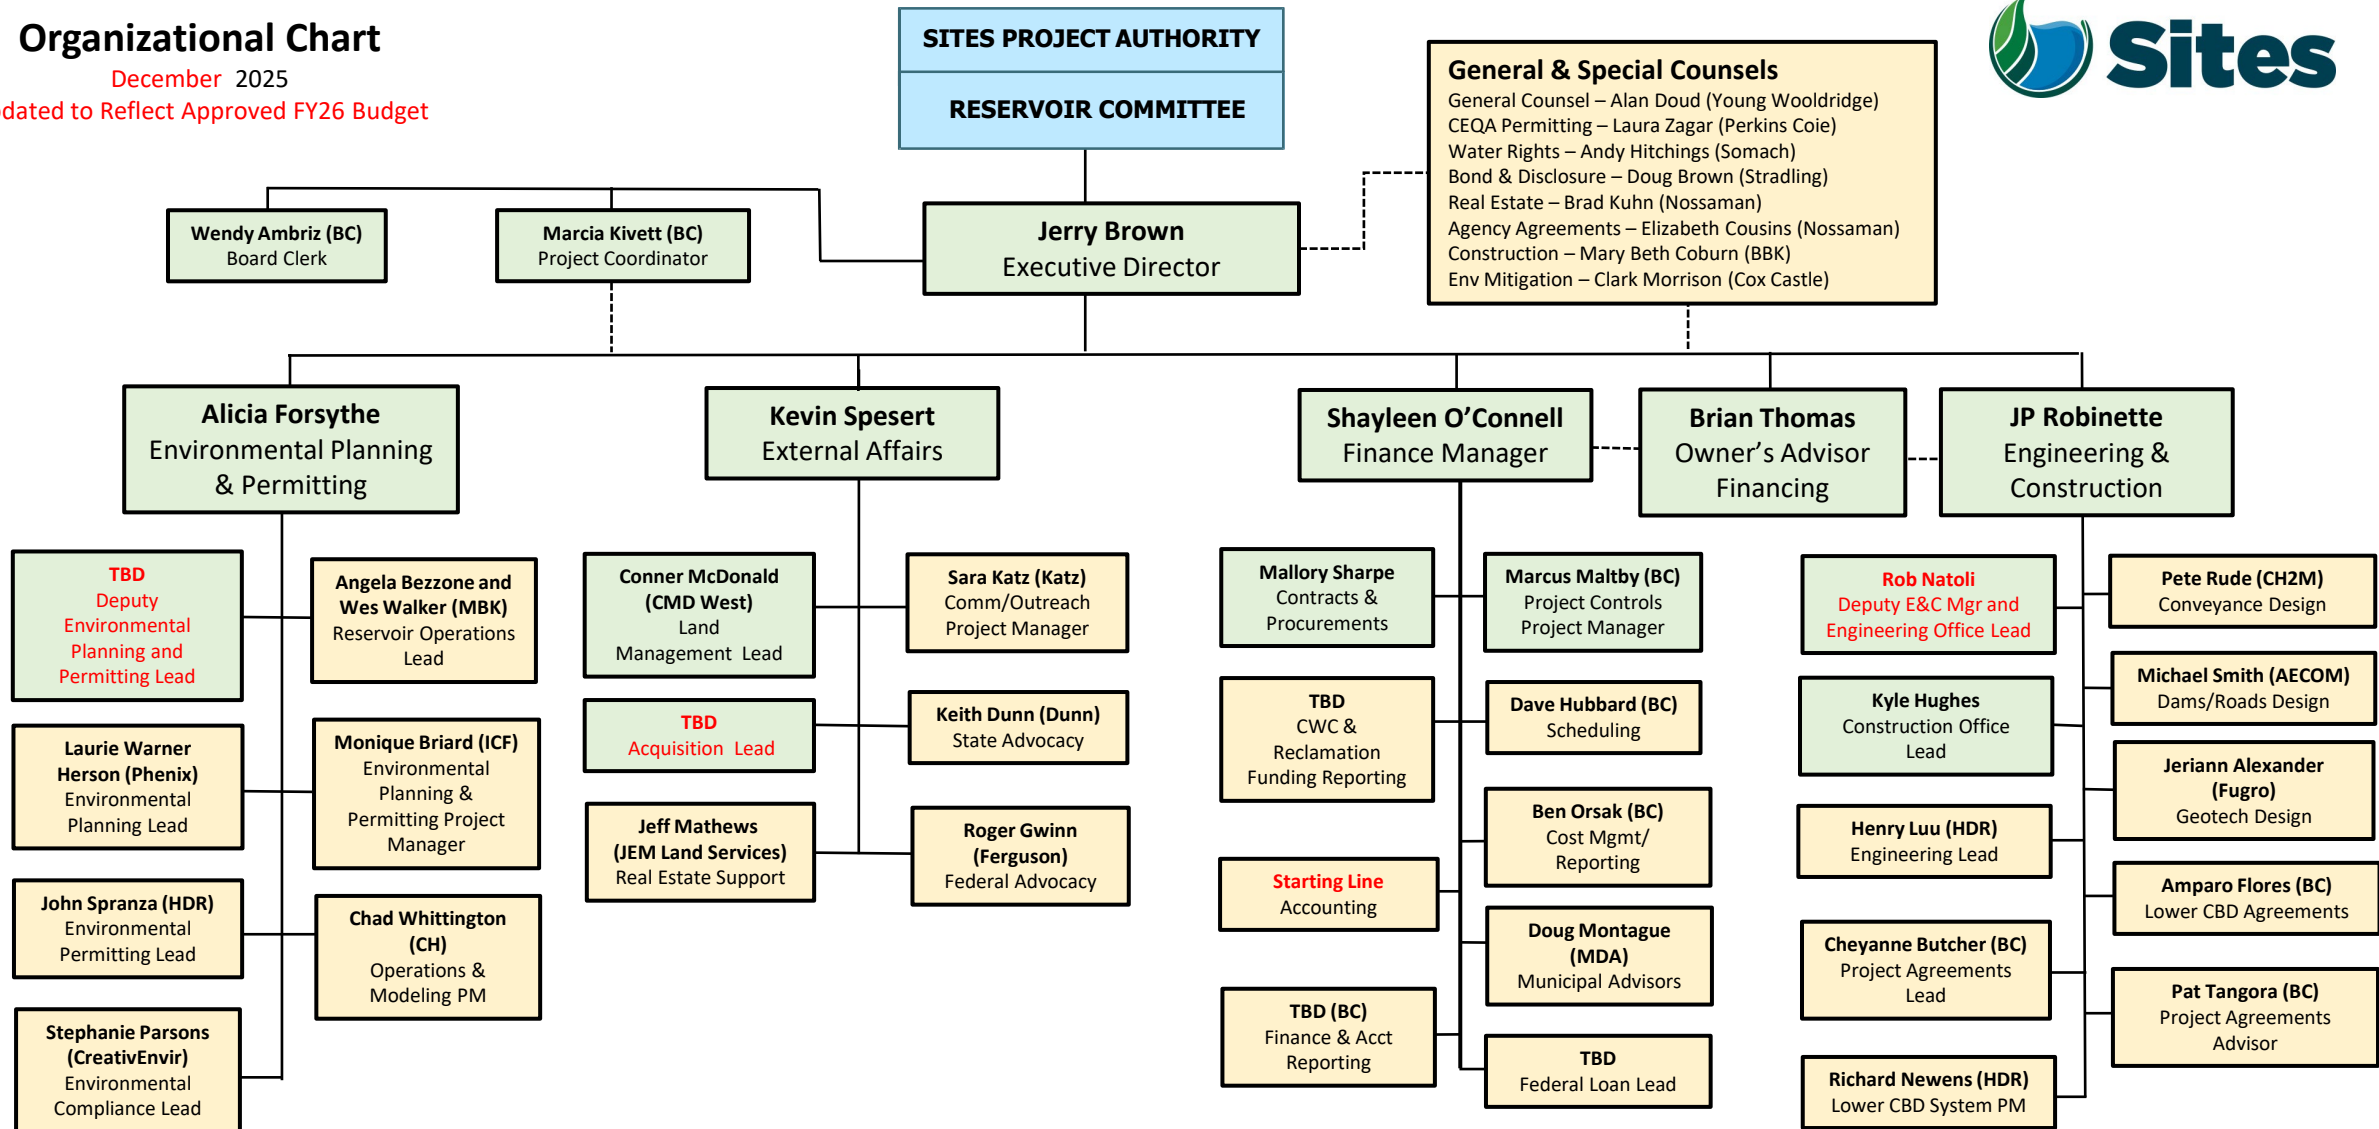 Organizational Chart
December 2025
dated to Reflect Approved FY26 Budget
SITES PROJECT AUTHORITY
RESERVOIR COMMITTEE
Sites
General & Special Counsels
General Counsel – Alan Doud (Young Wooldridge)
CEQA Permitting – Laura Zagar (Perkins Coie)
Water Rights – Andy Hitchings (Somach)
Bond & Disclosure – Doug Brown (Stradling)
Real Estate – Brad Kuhn (Nossaman)
Agency Agreements – Elizabeth Cousins (Nossaman)
Construction – Mary Beth Coburn (BBK)
Env Mitigation – Clark Morrison (Cox Castle)
Wendy Ambriz (BC)
Board Clerk
Marcia Kivett (BC)
Project Coordinator
Jerry Brown
Executive Director
Alicia Forsythe
Environmental Planning
& Permitting
Kevin Spesert
External Affairs
Shayleen O’Connell
Finance Manager
Brian Thomas
Owner’s Advisor
Financing
JP Robinette
Engineering &
Construction
TBD
Deputy
Environmental
Planning and
Permitting Lead
Angela Bezzone and
Wes Walker (MBK)
Reservoir Operations
Lead
Laurie Warner
Herson (Phenix)
Environmental
Planning Lead
Monique Briard (ICF)
Environmental
Planning &
Permitting Project
Manager
John Spranza (HDR)
Environmental
Permitting Lead
Chad Whittington
(CH)
Operations &
Modeling PM
Stephanie Parsons
(CreativEnvir)
Environmental
Compliance Lead
Conner McDonald
(CMD West)
Land
Management Lead
Sara Katz (Katz)
Comm/Outreach
Project Manager
TBD
Acquisition Lead
Keith Dunn (Dunn)
State Advocacy
Jeff Mathews
(JEM Land Services)
Real Estate Support
Roger Gwinn
(Ferguson)
Federal Advocacy
Mallory Sharpe
Contracts &
Procurements
Marcus Maltby (BC)
Project Controls
Project Manager
TBD
CWC &
Reclamation
Funding Reporting
Dave Hubbard (BC)
Scheduling
Ben Orsak (BC)
Cost Mgmt/
Reporting
Starting Line
Accounting
Doug Montague
(MDA)
Municipal Advisors
TBD (BC)
Finance & Acct
Reporting
TBD
Federal Loan Lead
Rob Natoli
Deputy E&C Mgr and
Engineering Office Lead
Pete Rude (CH2M)
Conveyance Design
Kyle Hughes
Construction Office
Lead
Michael Smith (AECOM)
Dams/Roads Design
Jeriann Alexander
(Fugro)
Geotech Design
Henry Luu (HDR)
Engineering Lead
Amparo Flores (BC)
Lower CBD Agreements
Cheyanne Butcher (BC)
Project Agreements
Lead
Pat Tangora (BC)
Project Agreements
Advisor
Richard Newens (HDR)
Lower CBD System PM